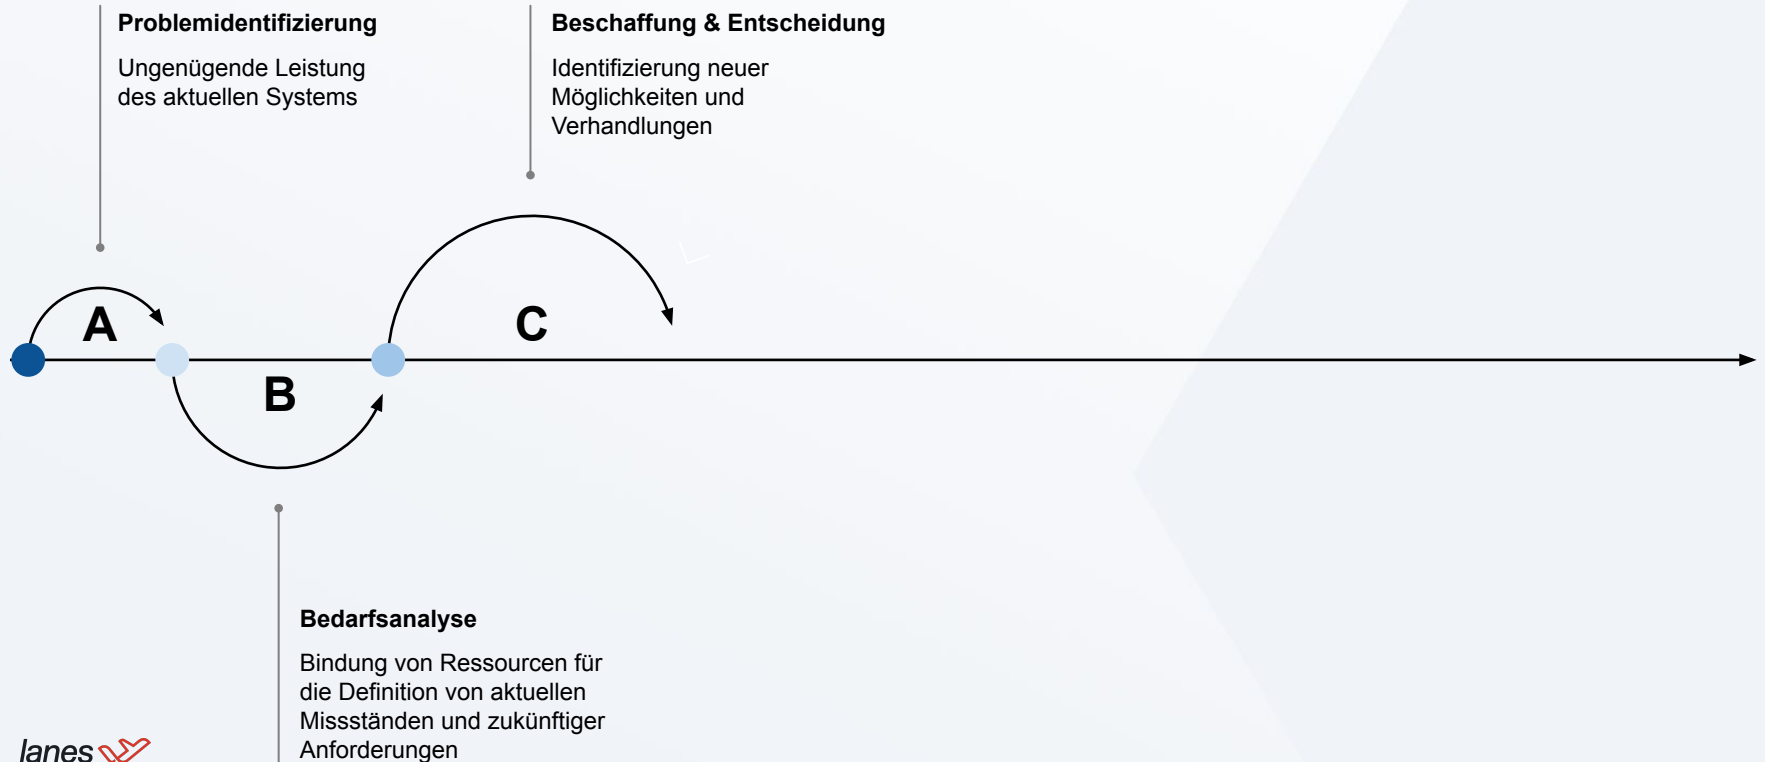 Problemidentifizierung
Ungenügende Leistung
des aktuellen Systems
Beschaffung & Entscheidung
Identifizierung neuer
Möglichkeiten und
Verhandlungen
A
B
C
Bedarfsanalyse
Bindung von Ressourcen für
die Definition von aktuellen
Missständen und zukünftiger
Anforderungen
lanes